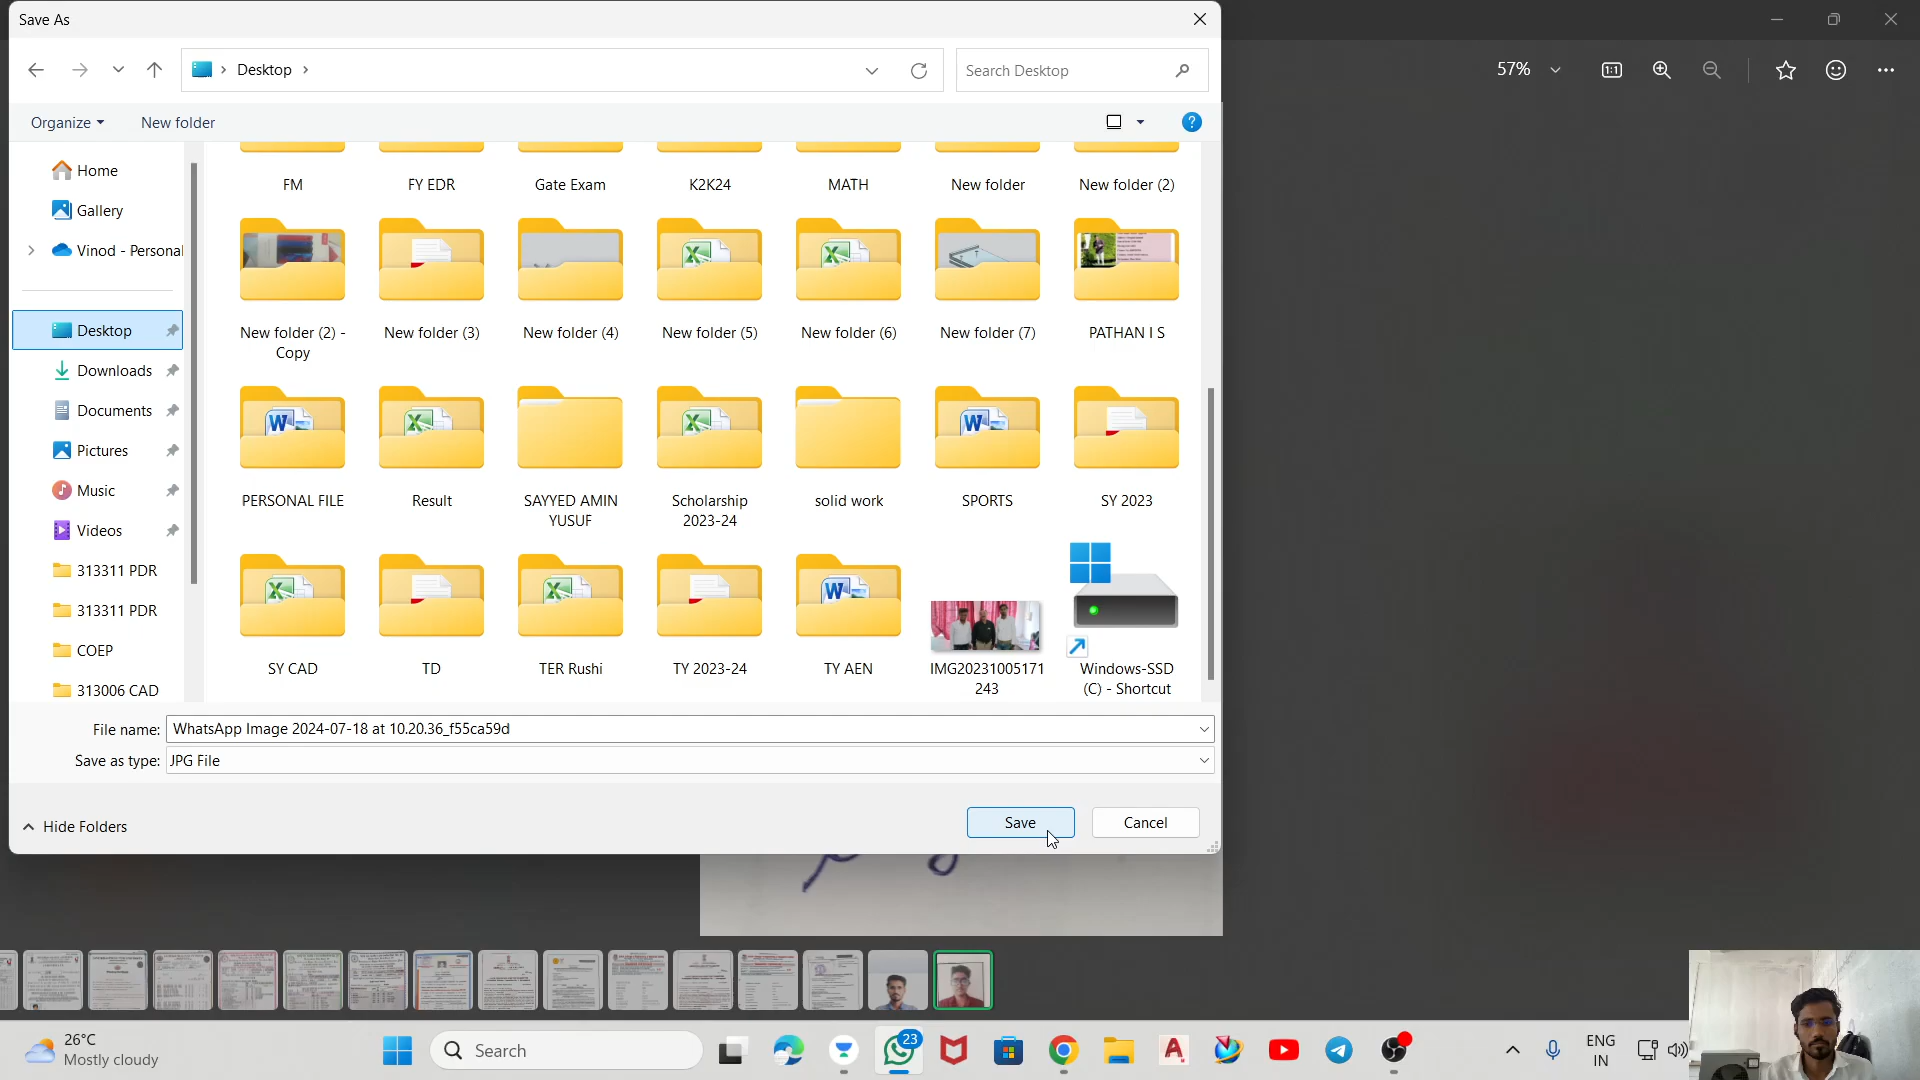 Save As
Desktop
Search Desktop
57%
Organize
New folder
Home
Gallery
Vinod - Personal
Desktop
Downloads
Documents
Pictures
Music
Videos
313311 PDR
313311 PDR
COEP
313006 CAD
FM
FY EDR
Gate Exam
K2K24
MATH
New folder
New folder (2)
New folder (2) -
Copy
New folder (3)
New folder (4)
New folder (5)
New folder (6)
New folder (7)
PATHAN I S
PERSONAL FILE
Result
SAYYED AMIN
YUSUF
Scholarship
2023-24
solid work
SPORTS
SY 2023
SY CAD
TD
TER Rushi
TY 2023-24
TY AEN
IMG20231005171
243
Windows-SSD
(C) - Shortcut
File name: WhatsApp Image 2024-07-18 at 10.20.36_f55ca59d
Save as type: JPG File
Hide Folders
Save
Cancel
26°C
Mostly cloudy
Search
23
ENG
IN